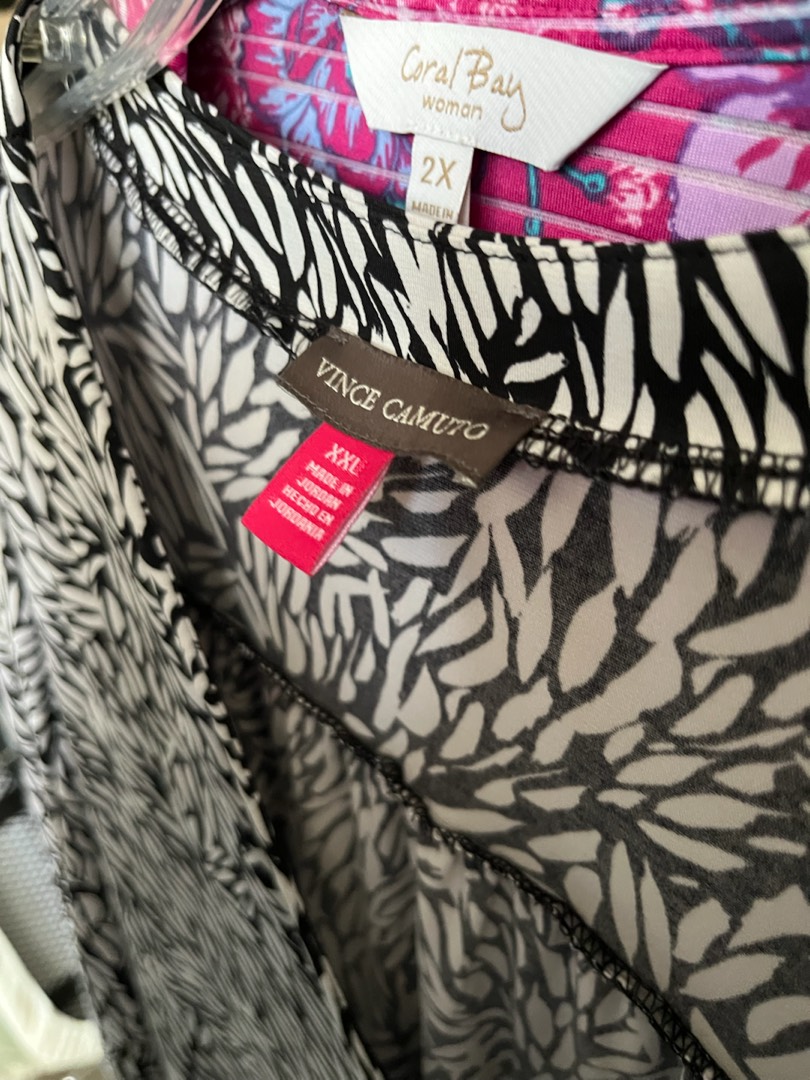 Coral Bay
woman
2X
MADE IN
VINCE CAMUTO
XXL
MADE IN
JORDAN
HECHO EN
JORDANIA